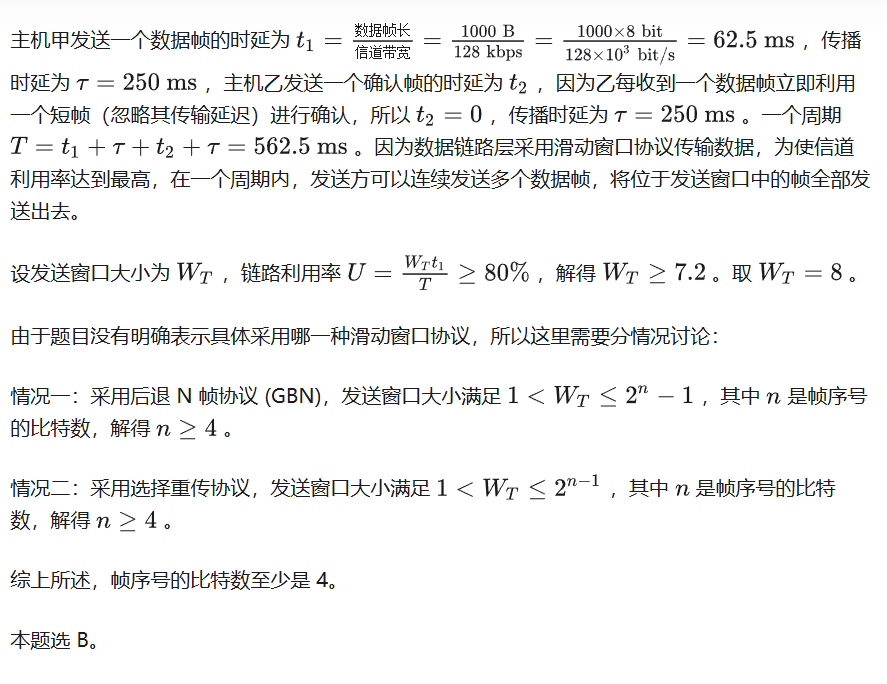 主机甲发送一个数据帧的时延为 $t_1 = \frac{数据帧长}{信道带宽} = \frac{1000\ \mathrm{B}}{128\ \mathrm{kbps}} = \frac{1000 \times 8\ \mathrm{bit}}{128 \times 10^3\ \mathrm{bit/s}} = 62.5\ \mathrm{ms}$ ，传播
时延为 $\tau = 250\ \mathrm{ms}$ ，主机乙发送一个确认帧的时延为 $t_2$ ，因为乙每收到一个数据帧立即利用
一个短帧（忽略其传输延迟）进行确认，所以 $t_2 = 0$ ，传播时延为 $\tau = 250\ \mathrm{ms}$ 。一个周期
$T = t_1 + \tau + t_2 + \tau = 562.5\ \mathrm{ms}$ 。因为数据链路层采用滑动窗口协议传输数据，为使信道
利用率达到最高，在一个周期内，发送方可以连续发送多个数据帧，将位于发送窗口中的帧全部发
送出去。
设发送窗口大小为 $W_T$ ，链路利用率 $U = \frac{W_T t_1}{T} \geq 80\%$ ，解得 $W_T \geq 7.2$ 。取 $W_T = 8$ 。
由于题目没有明确表示具体采用哪一种滑动窗口协议，所以这里需要分情况讨论：
情况一：采用后退 N 帧协议 (GBN)，发送窗口大小满足 $1 < W_T \leq 2^n - 1$ ，其中 $n$ 是帧序号
的比特数，解得 $n \geq 4$ 。
情况二：采用选择重传协议，发送窗口大小满足 $1 < W_T \leq 2^{n-1}$ ，其中 $n$ 是帧序号的比特
数，解得 $n \geq 4$ 。
综上所述，帧序号的比特数至少是 4。
本题选 B。